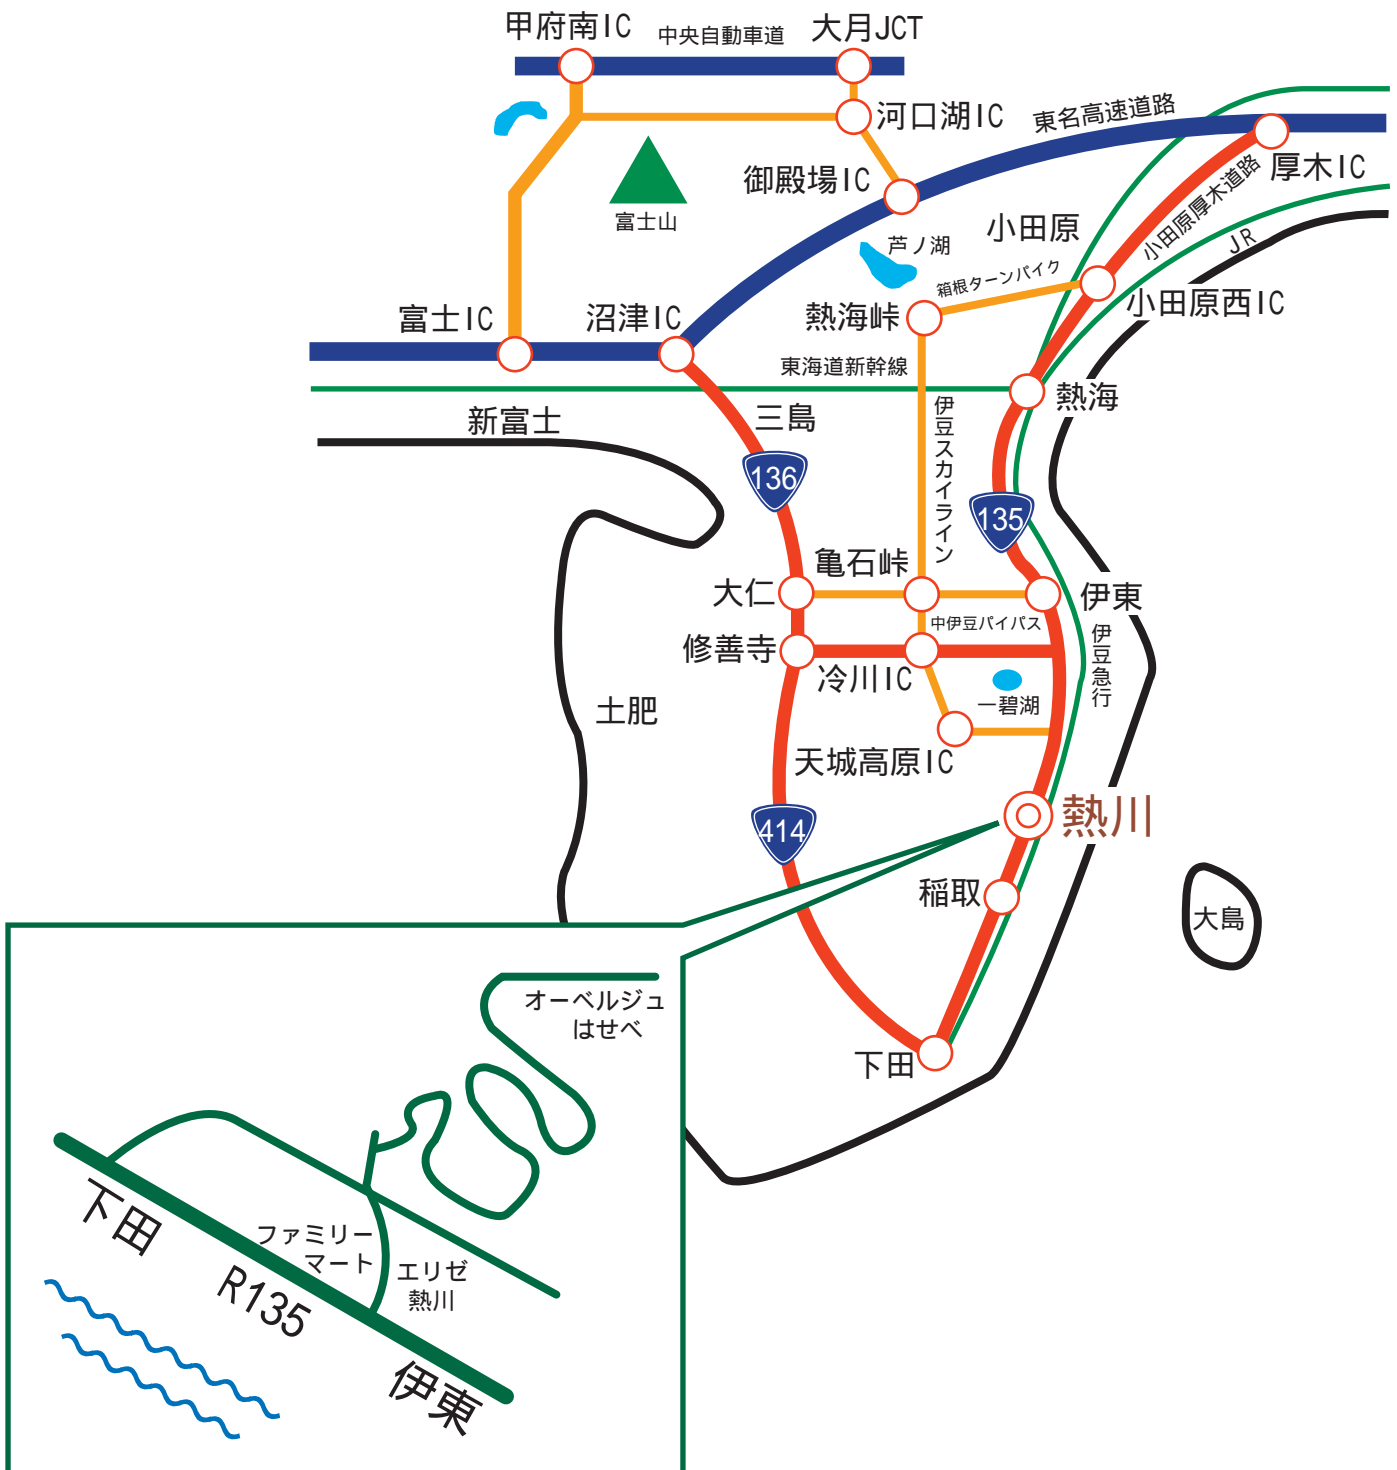 甲府南IC
中央自動車道
大月JCT
河口湖IC
東名高速道路
厚木IC
御殿場IC
富士山
芦ノ湖
小田原
小田原厚木道路
JR
箱根ターンパイク
小田原西IC
熱海峠
富士IC
沼津IC
東海道新幹線
熱海
新富士
三島
伊豆スカイライン
136
135
亀石峠
大仁
伊東
中伊豆バイパス
修善寺
冷川IC
伊豆急行
一碧湖
土肥
天城高原IC
熱川
414
稲取
大島
下田
オーベルジュ
はせべ
下田
ファミリー
マート
エリゼ
熱川
R135
伊東